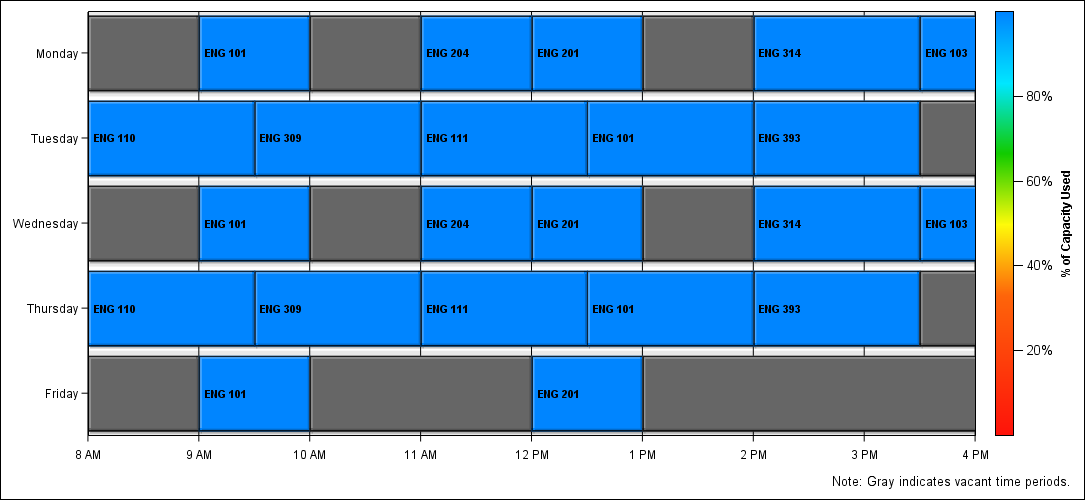 Monday
ENG 101
ENG 204
ENG 201
ENG 314
ENG 103
Tuesday
ENG 110
ENG 309
ENG 111
ENG 101
ENG 393
Wednesday
ENG 101
ENG 204
ENG 201
ENG 314
ENG 103
Thursday
ENG 110
ENG 309
ENG 111
ENG 101
ENG 393
Friday
ENG 101
ENG 201
8 AM
9 AM
10 AM
11 AM
12 PM
1 PM
2 PM
3 PM
4 PM
80%
60%
40%
20%
% of Capacity Used
Note: Gray indicates vacant time periods.